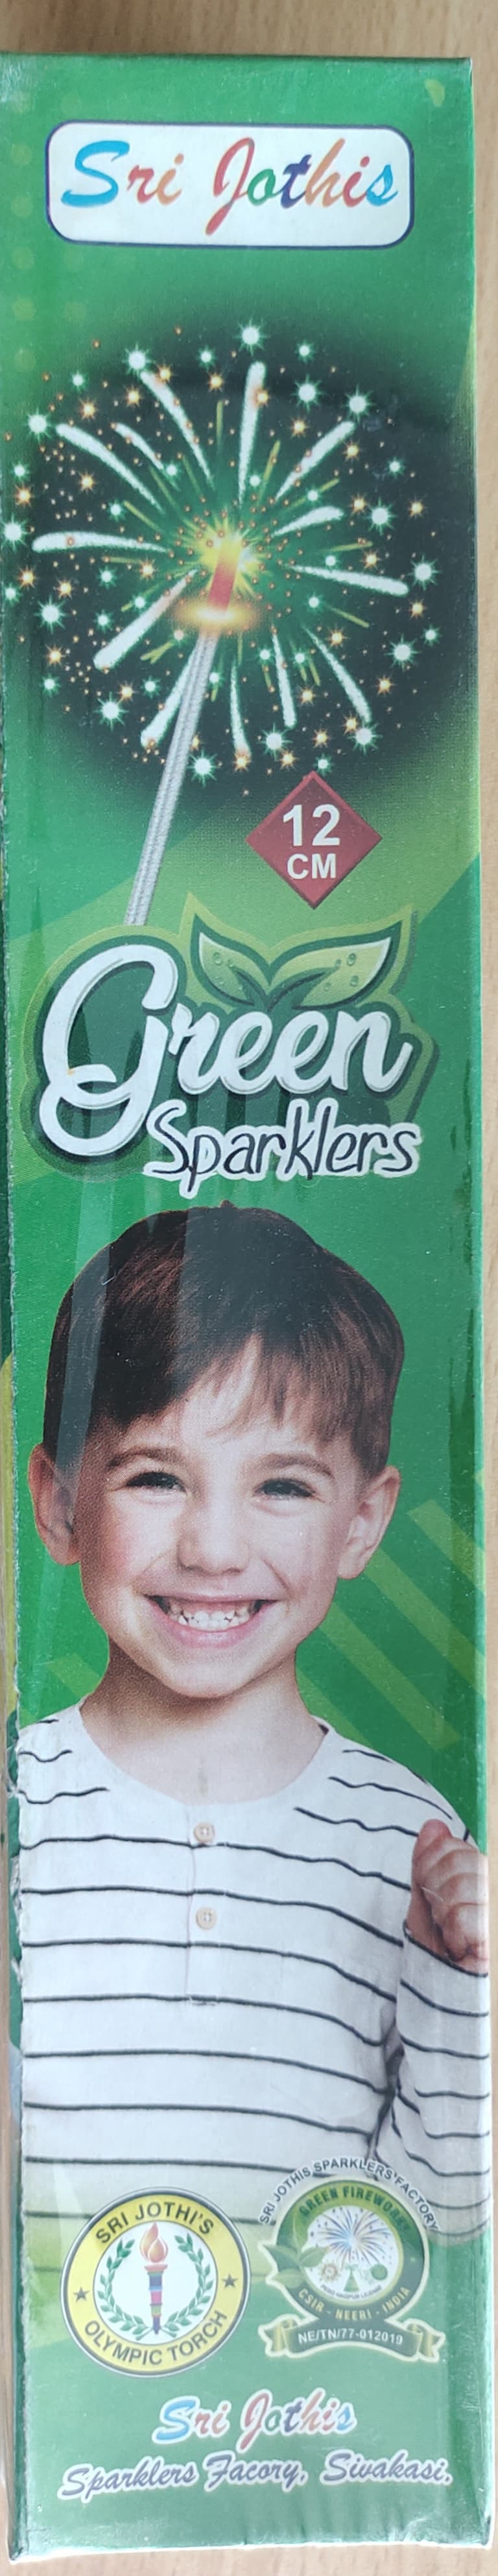 Sri Jothis
12
CM
Green
Sparklers
SRI JOTHI'S
OLYMPIC TORCH
SRI JOTHIS SPARKLERS FACTORY
GREEN FIREWORKS
CSIR - NEERI - INDIA
NE/TN/77-012019
Sri Jothis
Sparklers Facory, Sivakasi.